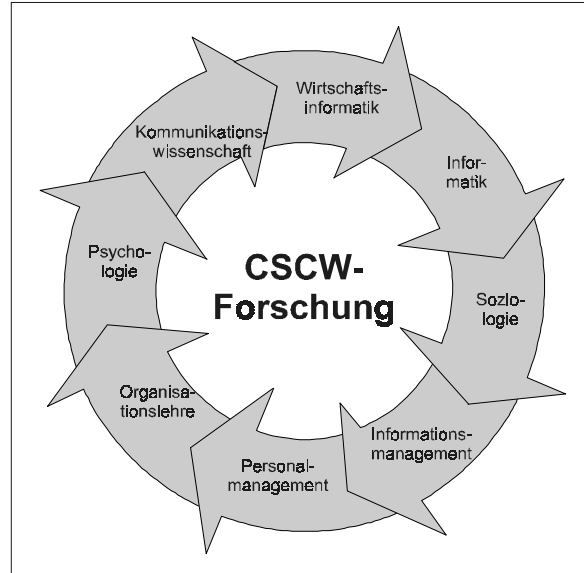 Wirtschafts-
informatik
Infor-
matik
Sozio-
logie
Informations-
management
Personal-
management
Organisa-
tionslehre
Psycho-
logie
Kommunikations-
wissenschaft
CSCW-
Forschung